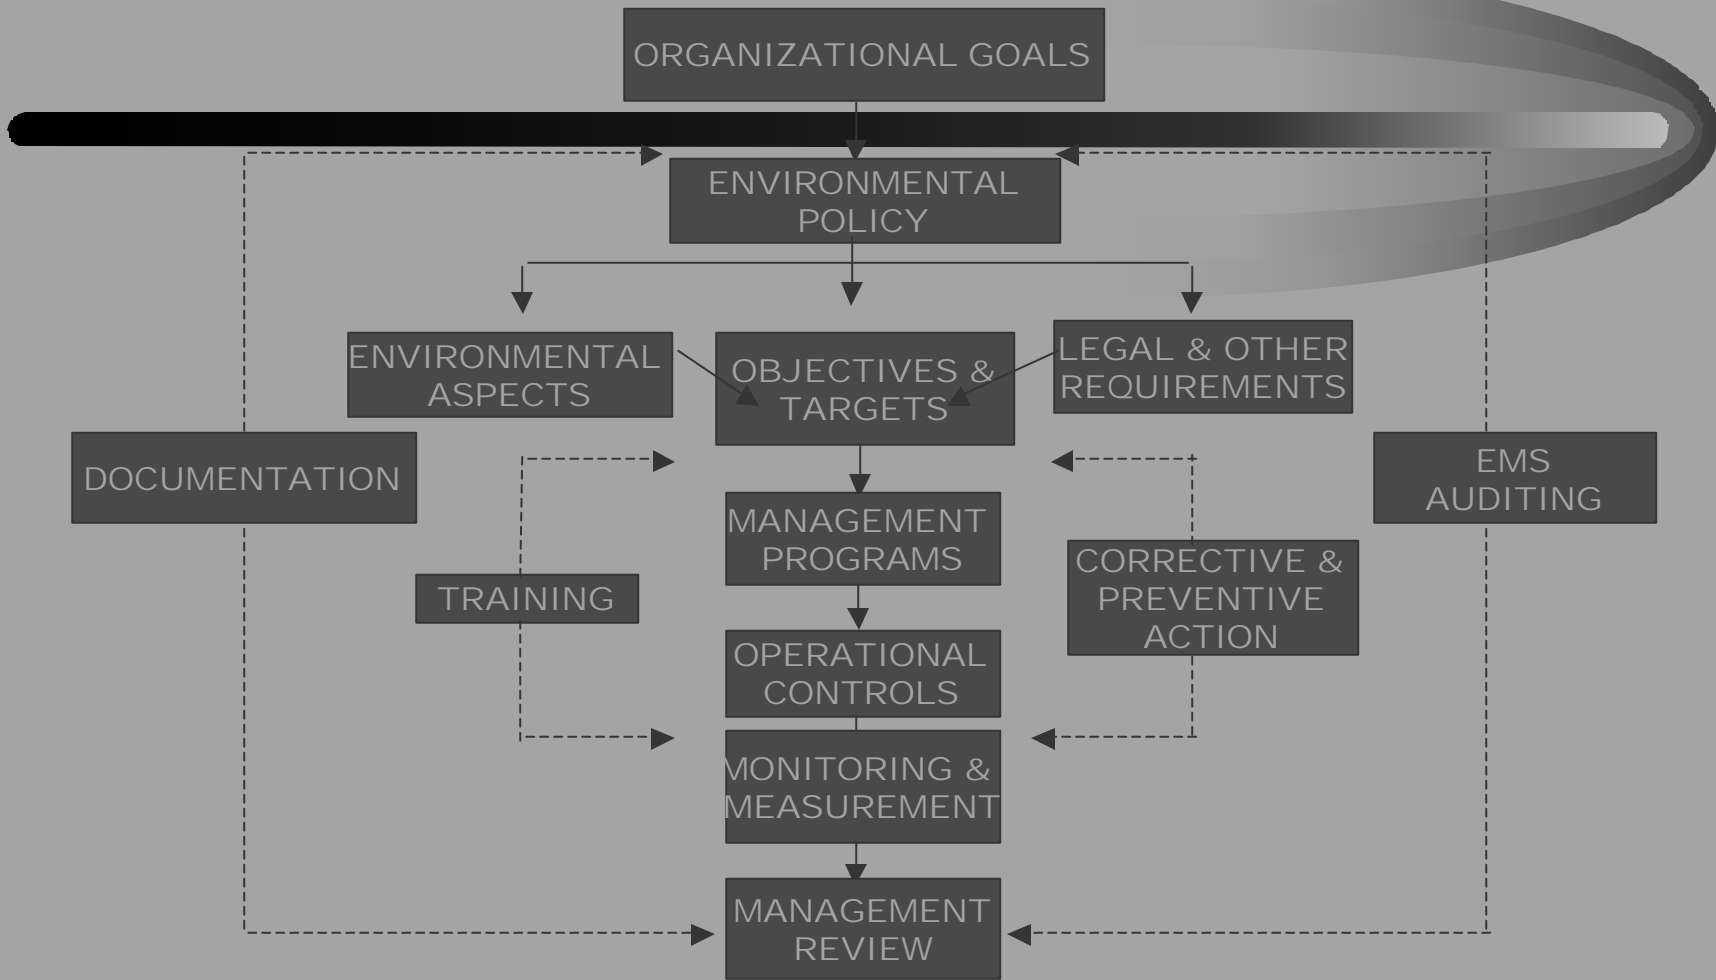 ORGANIZATIONAL GOALS
ENVIRONMENTAL
POLICY
ENVIRONMENTAL
ASPECTS
OBJECTIVES &
TARGETS
LEGAL & OTHER
REQUIREMENTS
DOCUMENTATION
EMS
AUDITING
MANAGEMENT
PROGRAMS
TRAINING
CORRECTIVE &
PREVENTIVE
ACTION
OPERATIONAL
CONTROLS
MONITORING &
MEASUREMENT
MANAGEMENT
REVIEW